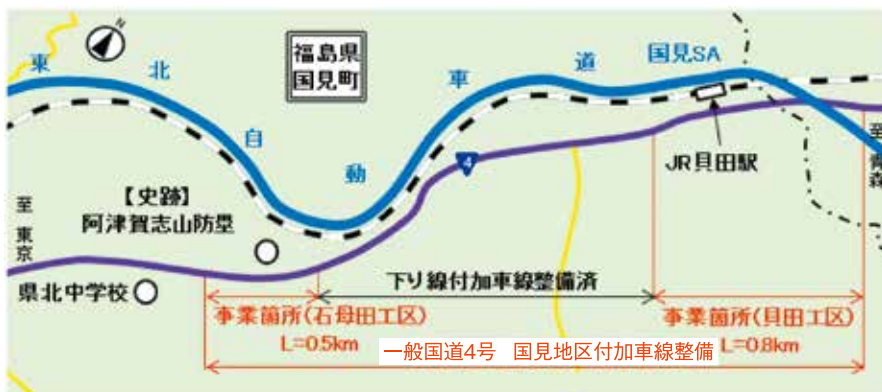 N
東北自動車道
福島県
国見町
国見SA
4
JR貝田駅
至青森
【史跡】
阿津賀志山防塁
至東京
県北中学校
下り線付加車線整備済
事業箇所(石母田工区)
L=0.5km
事業箇所(貝田工区)
L=0.8km
一般国道4号 国見地区付加車線整備